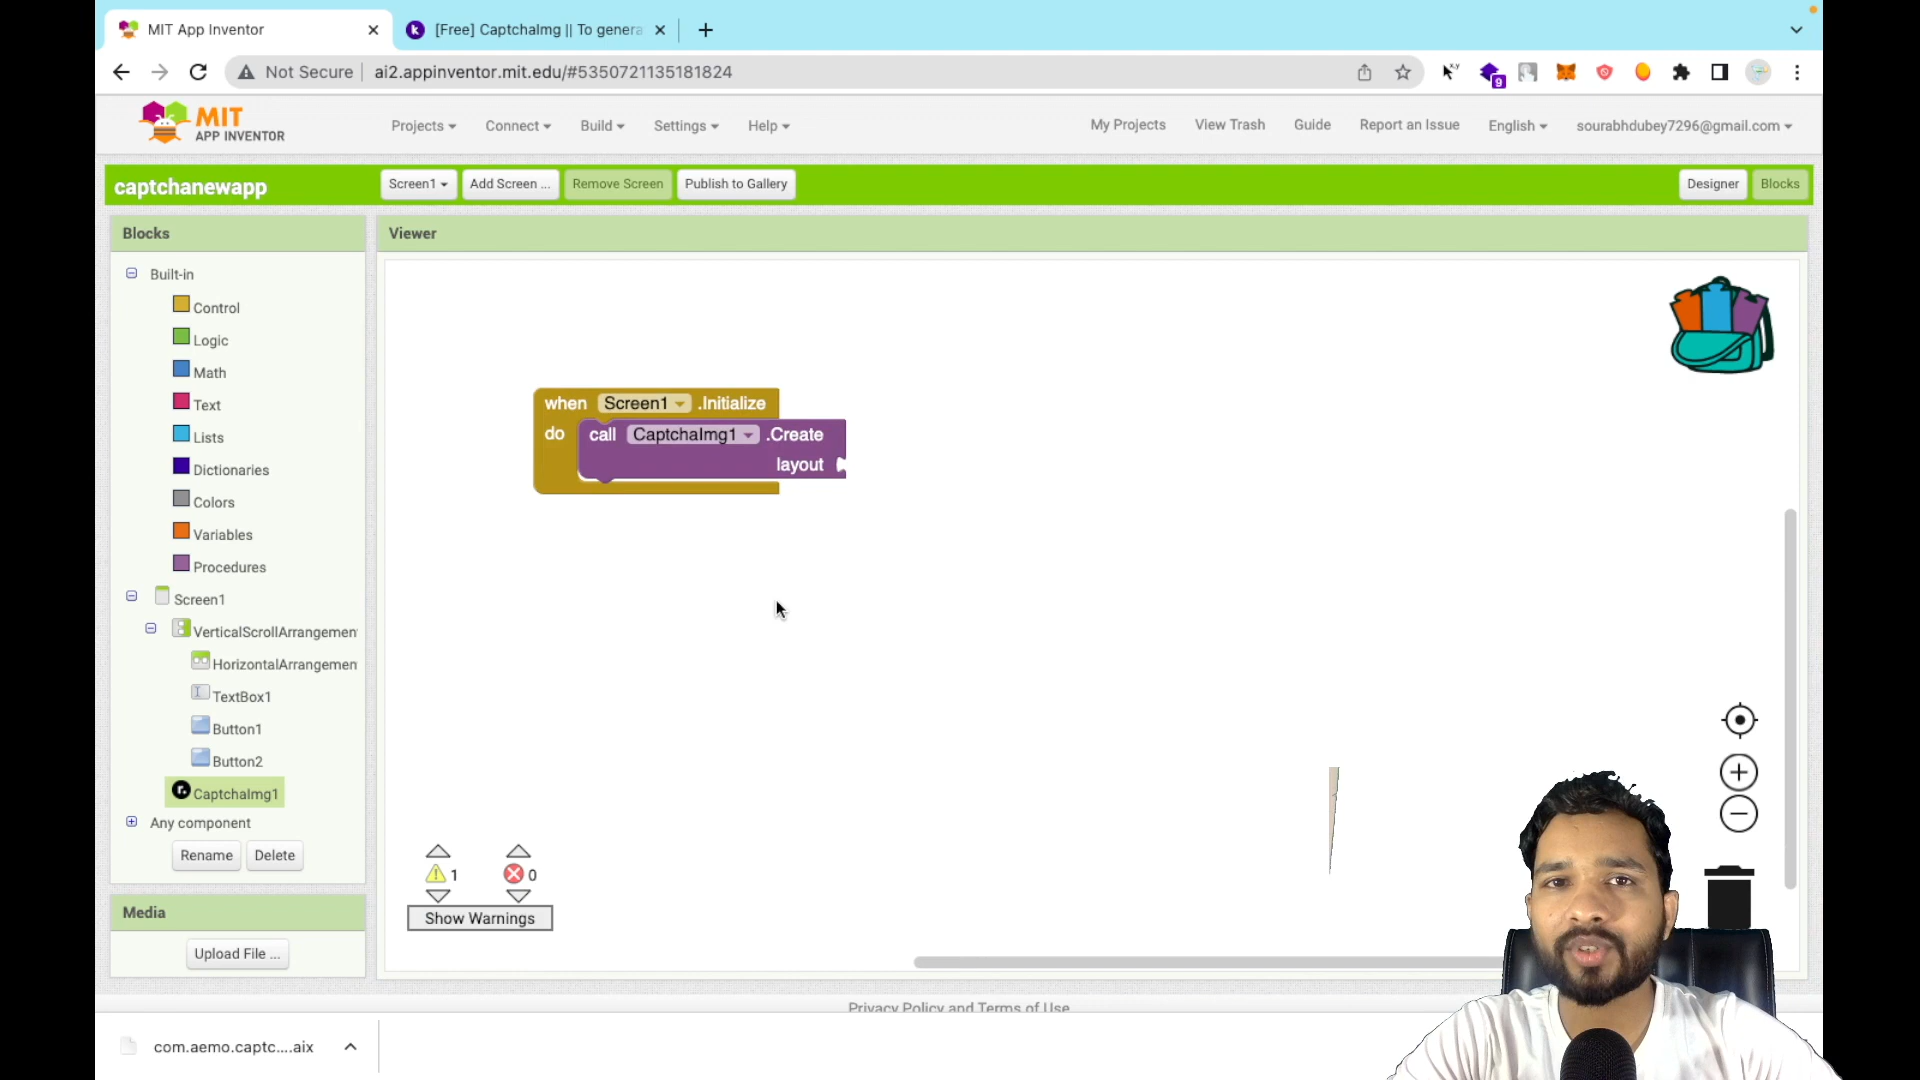 MIT App Inventor
[Free] CaptchaImg || To genera
Not Secure
ai2.appinventor.mit.edu/#5350721135181824
9
MIT
APP INVENTOR
Projects
Connect
Build
Settings
Help
My Projects
View Trash
Guide
Report an Issue
English
sourabhdubey7296@gmail.com
captchanewapp
Screen1
Add Screen ...
Remove Screen
Publish to Gallery
Designer
Blocks
Blocks
Viewer
Built-in
Control
Logic
Math
Text
Lists
Dictionaries
Colors
Variables
Procedures
Screen1
VerticalScrollArrangemen
HorizontalArrangemen
TextBox1
Button1
Button2
CaptchaImg1
Any component
Rename
Delete
Media
Upload File ...
when Screen1 .Initialize
do call CaptchaImg1 .Create
layout
1
0
Show Warnings
Privacy Policy and Terms of Use
com.aemo.captc....aix